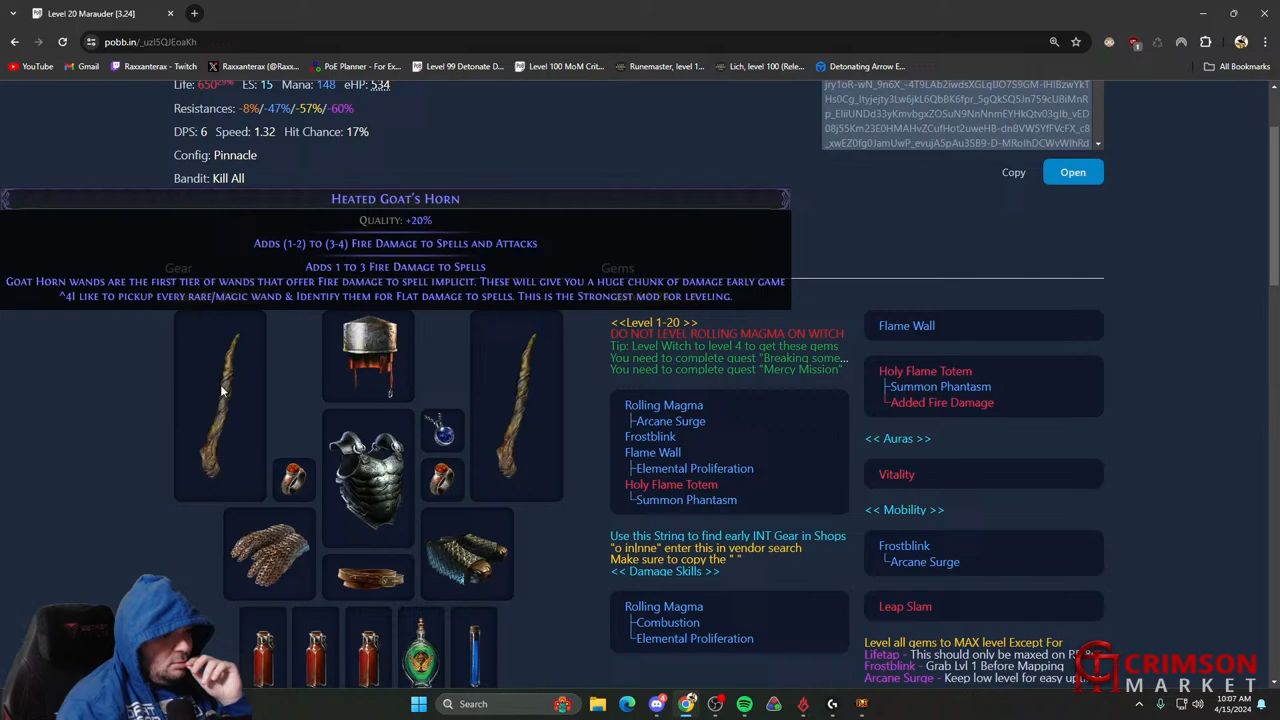 Level 20 Marauder [3.24]
pobb.in/_uzI5QJEoaKh
YouTube
Gmail
Raxxanterax - Twitch
Raxxanterax (@Raxx...
PoE Planner - For Ex...
Level 99 Detonate D...
Level 100 MoM Crit...
Runemaster, level 1...
Lich, level 100 (Rele...
Detonating Arrow E...
All Bookmarks
Life: 650 ES: 15 Mana: 148 eHP: 534
Resistances: -8%/-47%/-57%/-60%
DPS: 6 Speed: 1.32 Hit Chance: 17%
Config: Pinnacle
Bandit: Kill All
Copy
Open
Heated Goat's Horn
Quality: +20%
Adds (1-2) to (3-4) Fire Damage to Spells and Attacks
Adds 1 to 3 Fire Damage to Spells
Gear
Gems
Goat Horn wands are the first tier of wands that offer Fire damage to spell implicit. These will give you a huge chunk of damage early game
^4I like to pickup every rare/magic wand & Identify them for Flat damage to spells. This is the Strongest mod for leveling.
<<Level 1-20 >>
DO NOT LEVEL ROLLING MAGMA ON WITCH
Tip: Level Witch to level 4 to get these gems
You need to complete quest "Breaking some...
You need to complete quest "Mercy Mission"
Rolling Magma
Arcane Surge
Frostblink
Flame Wall
Elemental Proliferation
Holy Flame Totem
Summon Phantasm
Use this String to find early INT Gear in Shops
"o in|nne" enter this in vendor search
Make sure to copy the " "
<< Damage Skills >>
Rolling Magma
Combustion
Elemental Proliferation
Flame Wall
Holy Flame Totem
Summon Phantasm
Added Fire Damage
<< Auras >>
Vitality
<< Mobility >>
Frostblink
Arcane Surge
Leap Slam
Level all gems to MAX level Except For
Lifetap - This should only be maxed on
Frostblink - Grab Lvl 1 Before Mapping
Arcane Surge - Keep low level for easy
CRIMSON
MARKET
Search
10:07 AM
4/15/2024